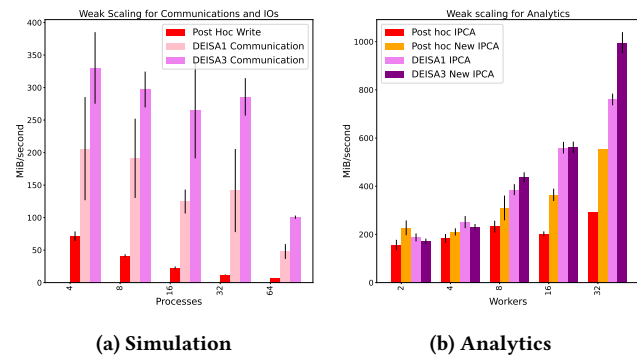 Weak Scaling for Communications and IOs
Post Hoc Write
DEISA1 Communication
DEISA3 Communication
400
350
300
250
200
150
100
50
0
MiB/second
4
8
16
32
64
Processes
(a) Simulation
Weak scaling for Analytics
Post hoc IPCA
Post hoc New IPCA
DEISA1 IPCA
DEISA3 New IPCA
1000
800
600
400
200
0
MiB/second
2
4
8
16
32
Workers
(b) Analytics